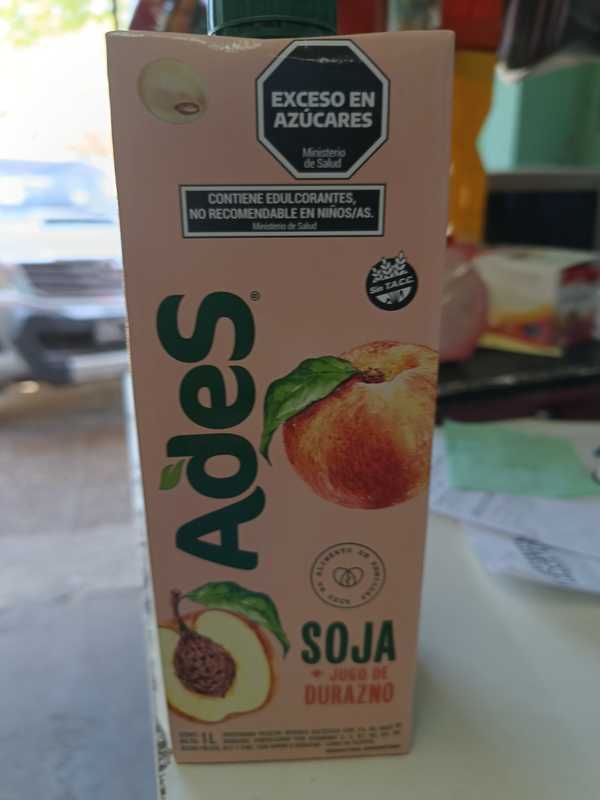 EXCESO EN
AZÚCARES
Ministerio
de Salud
CONTIENE EDULCORANTES,
NO RECOMENDABLE EN NIÑOS/AS.
Ministerio de Salud
Sin T.A.C.C.
AdeS®
SOJA
+ JUGO DE
DURAZNO
1L